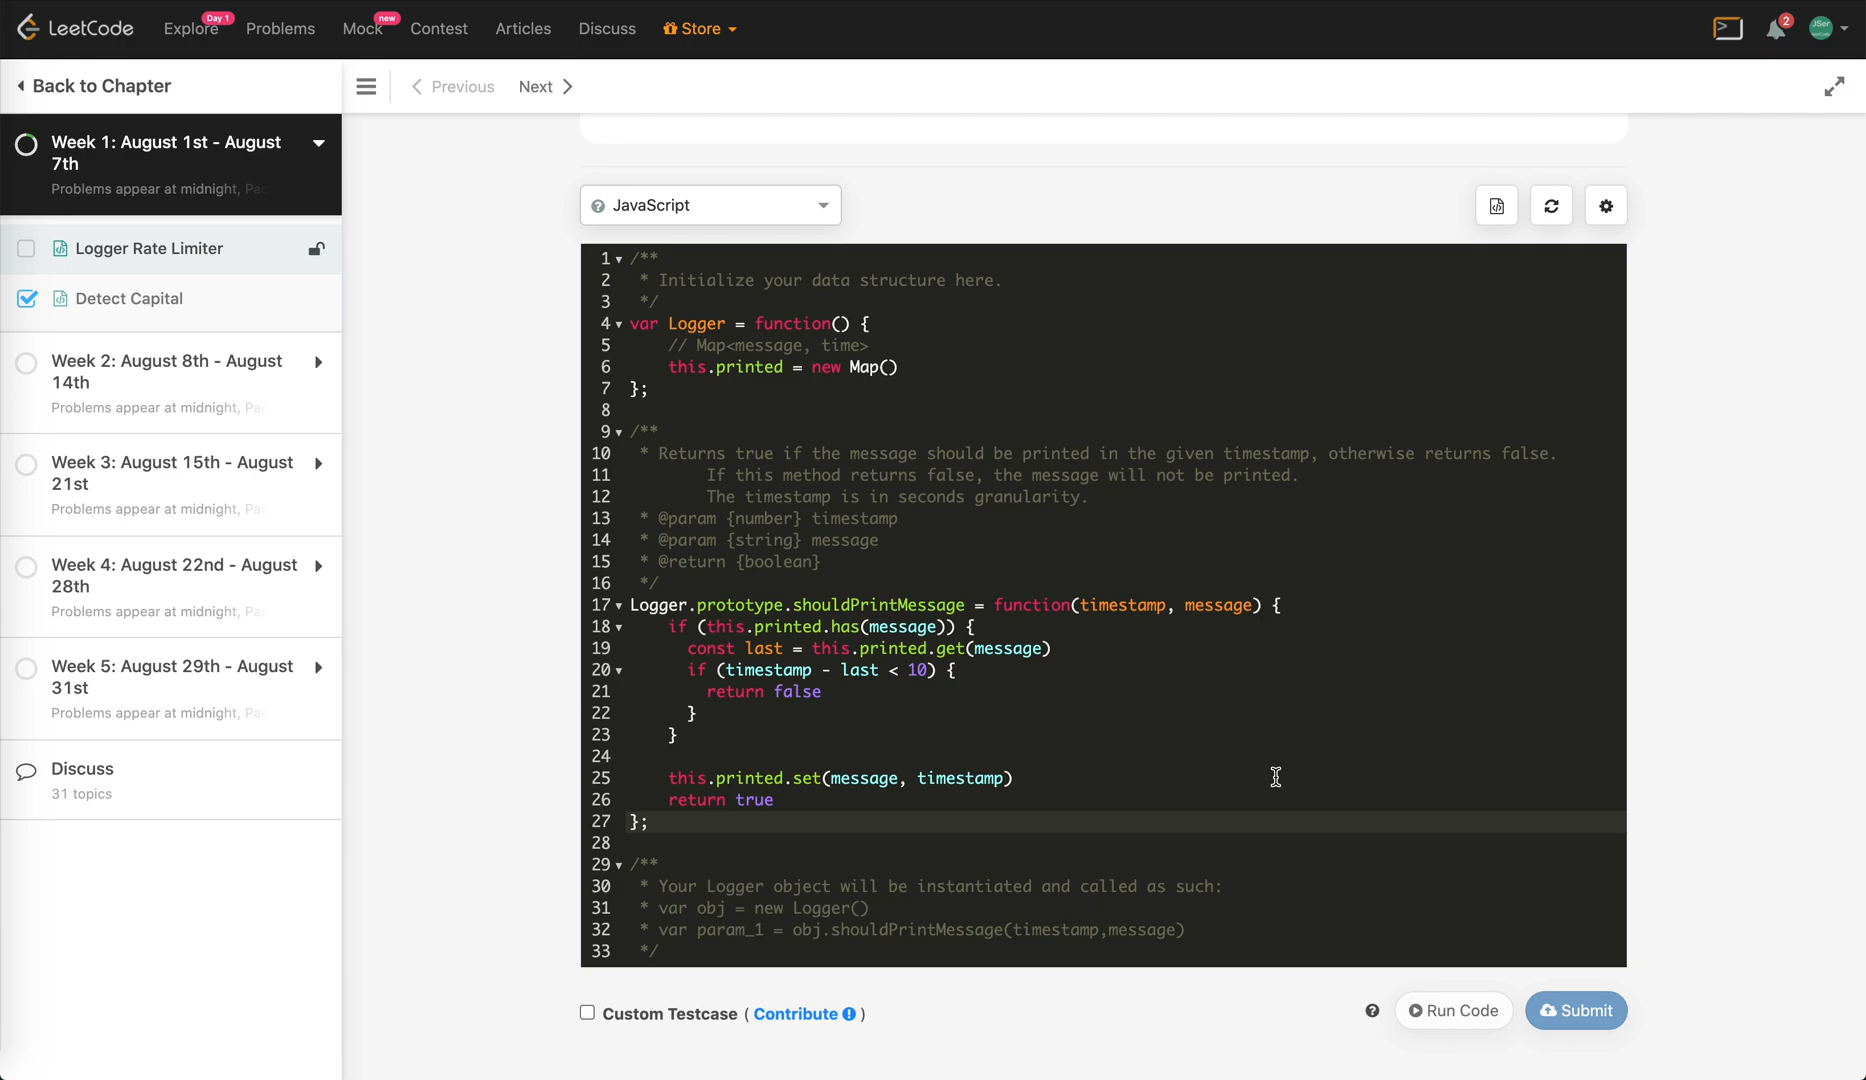 LeetCode
Explore
Day 1
Problems
Mock
new
Contest
Articles
Discuss
Store
2
JSer
Back to Chapter
Previous
Next
Week 1: August 1st - August
7th
Problems appear at midnight, Pac
Logger Rate Limiter
Detect Capital
Week 2: August 8th - August
14th
Problems appear at midnight, Pac
Week 3: August 15th - August
21st
Problems appear at midnight, Pac
Week 4: August 22nd - August
28th
Problems appear at midnight, Pac
Week 5: August 29th - August
31st
Problems appear at midnight, Pac
Discuss
31 topics
JavaScript
1 /**
2  * Initialize your data structure here.
3  */
4 var Logger = function() {
5     // Map<message, time>
6     this.printed = new Map()
7 };
8
9 /**
10  * Returns true if the message should be printed in the given timestamp, otherwise returns false.
11         If this method returns false, the message will not be printed.
12         The timestamp is in seconds granularity.
13  * @param {number} timestamp
14  * @param {string} message
15  * @return {boolean}
16  */
17 Logger.prototype.shouldPrintMessage = function(timestamp, message) {
18     if (this.printed.has(message)) {
19       const last = this.printed.get(message)
20       if (timestamp - last < 10) {
21         return false
22       }
23     }
24
25     this.printed.set(message, timestamp)
26     return true
27 };
28
29 /**
30  * Your Logger object will be instantiated and called as such:
31  * var obj = new Logger()
32  * var param_1 = obj.shouldPrintMessage(timestamp,message)
33  */
Custom Testcase ( Contribute )
Run Code
Submit